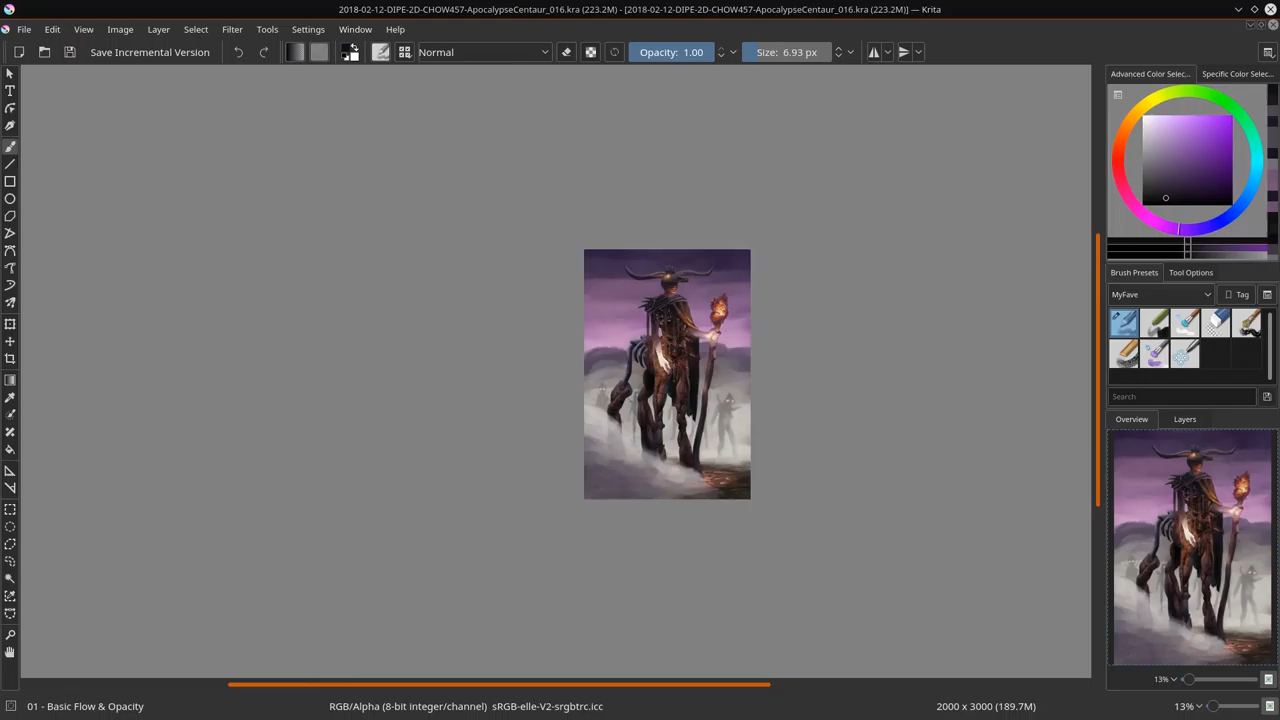 2018-02-12-DIPE-2D-CHOW457-ApocalypseCentaur_016.kra (223.2M) - [2018-02-12-DIPE-2D-CHOW457-ApocalypseCentaur_016.kra (223.2M)] — Krita
File Edit View Image Layer Select Filter Tools Settings Window Help
Save Incremental Version Normal Opacity: 1.00 Size: 6.93 px
Advanced Color Selec... Specific Color Selec...
Brush Presets Tool Options
MyFave Tag
Search
Overview Layers
13%
01 - Basic Flow & Opacity RGB/Alpha (8-bit integer/channel) sRGB-elle-V2-srgbtrc.icc 2000 x 3000 (189.7M) 13%